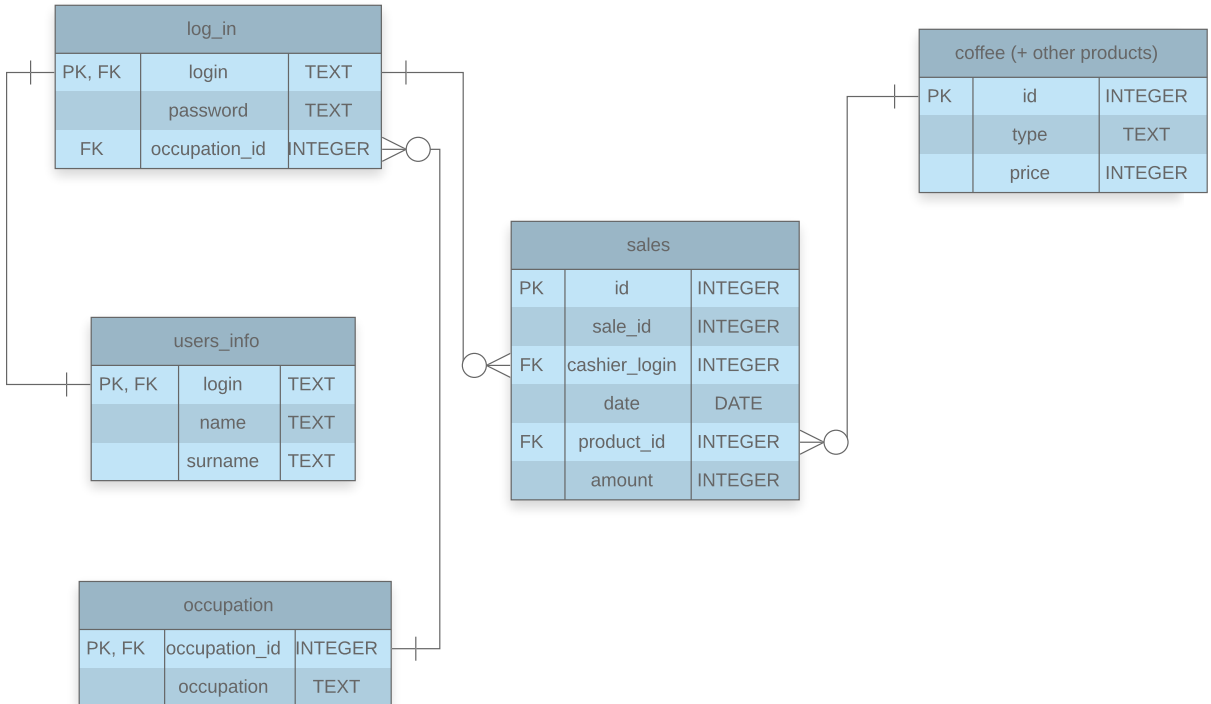 log_in
PK, FK login TEXT
password TEXT
FK occupation_id INTEGER
coffee (+ other products)
PK id INTEGER
type TEXT
price INTEGER
sales
PK id INTEGER
sale_id INTEGER
FK cashier_login INTEGER
date DATE
FK product_id INTEGER
amount INTEGER
users_info
PK, FK login TEXT
name TEXT
surname TEXT
occupation
PK, FK occupation_id INTEGER
occupation TEXT